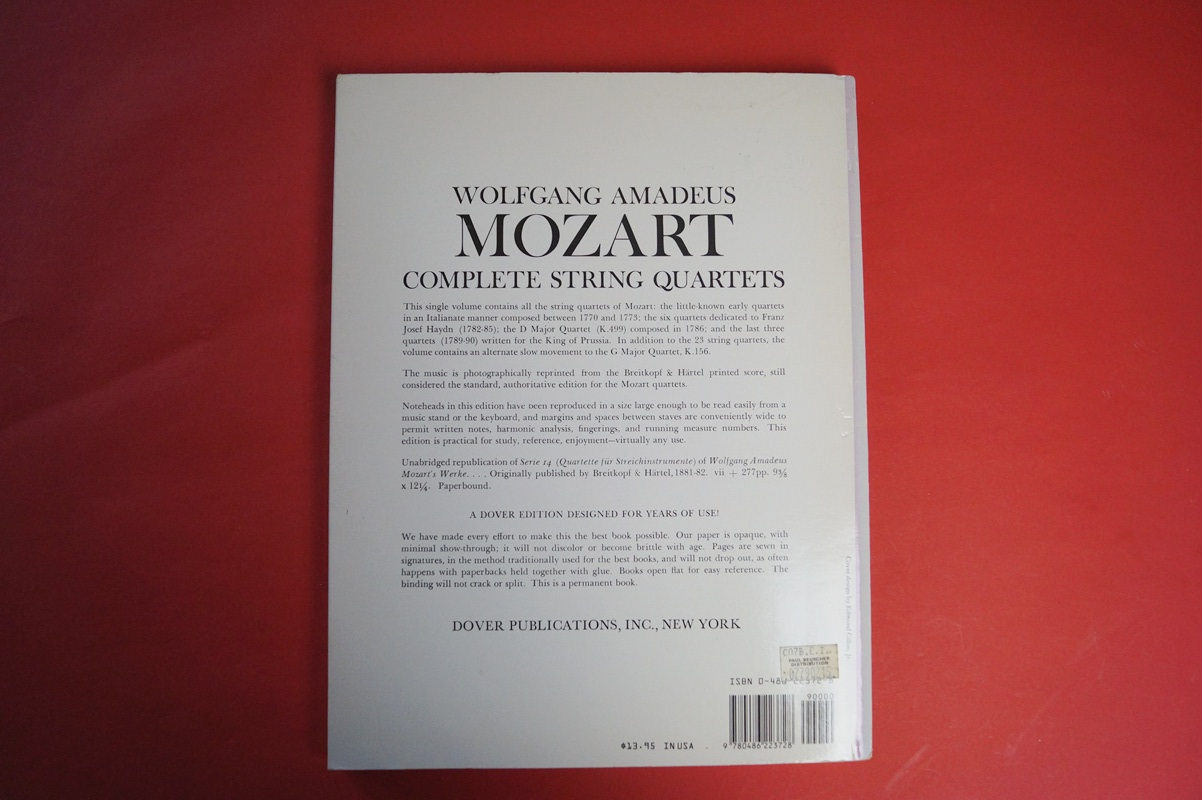 WOLFGANG AMADEUS
MOZART
COMPLETE STRING QUARTETS
This single volume contains all the string quartets of Mozart: the little-known early quartets
in an Italianate manner composed between 1770 and 1773; the six quartets dedicated to Franz
Josef Haydn (1782-85); the D Major Quartet (K.499) composed in 1786; and the last three
quartets (1789-90) written for the King of Prussia. In addition to the 23 string quartets, the
volume contains an alternate slow movement to the G Major Quartet, K.156.
The music is photographically reprinted from the Breitkopf & Härtel printed score, still
considered the standard, authoritative edition for the Mozart quartets.
Noteheads in this edition have been reproduced in a size large enough to be read easily from a
music stand or the keyboard, and margins and spaces between staves are conveniently wide to
permit written notes, harmonic analysis, fingerings, and running measure numbers. This
edition is practical for study, reference, enjoyment—virtually any use.
Unabridged republication of Serie 14 (Quartette für Streichinstrumente) of Wolfgang Amadeus
Mozart's Werke. . . . Originally published by Breitkopf & Härtel, 1881-82. vii + 277pp. 9⅜
x 12¼. Paperbound.
A DOVER EDITION DESIGNED FOR YEARS OF USE!
We have made every effort to make this the best book possible. Our paper is opaque, with
minimal show-through; it will not discolor or become brittle with age. Pages are sewn in
signatures, in the method traditionally used for the best books, and will not drop out, as often
happens with paperbacks held together with glue. Books open flat for easy reference. The
binding will not crack or split. This is a permanent book.
DOVER PUBLICATIONS, INC., NEW YORK
Cover design by Edmund
PAUL BEUSCHER
DISTRIBUTION
ISBN 0-486
90000
$13.95 IN USA
9 780486 223728